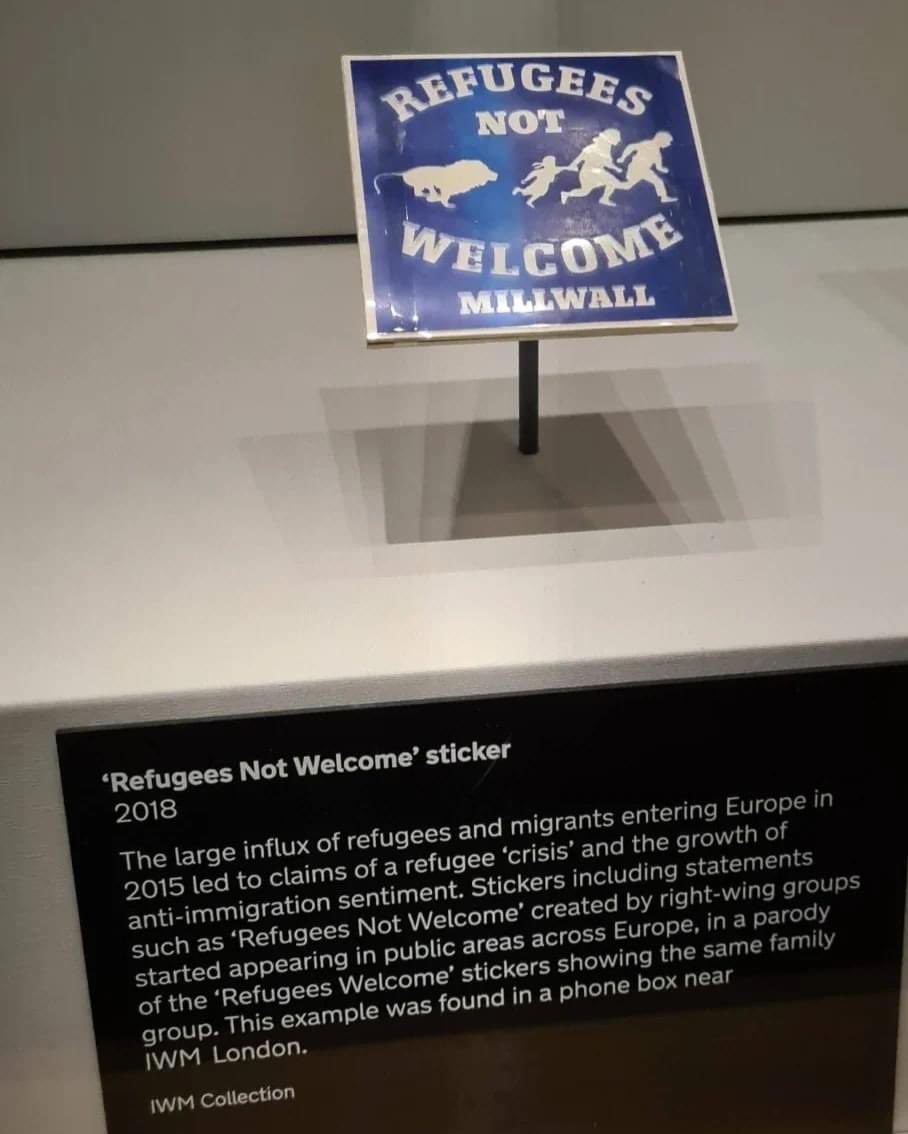 REFUGEES
NOT
WELCOME
MILLWALL
‘Refugees Not Welcome’ sticker
2018
The large influx of refugees and migrants entering Europe in
2015 led to claims of a refugee ‘crisis’ and the growth of
anti-immigration sentiment. Stickers including statements
such as ‘Refugees Not Welcome’ created by right-wing groups
started appearing in public areas across Europe, in a parody
of the ‘Refugees Welcome’ stickers showing the same family
group. This example was found in a phone box near
IWM London.
IWM Collection